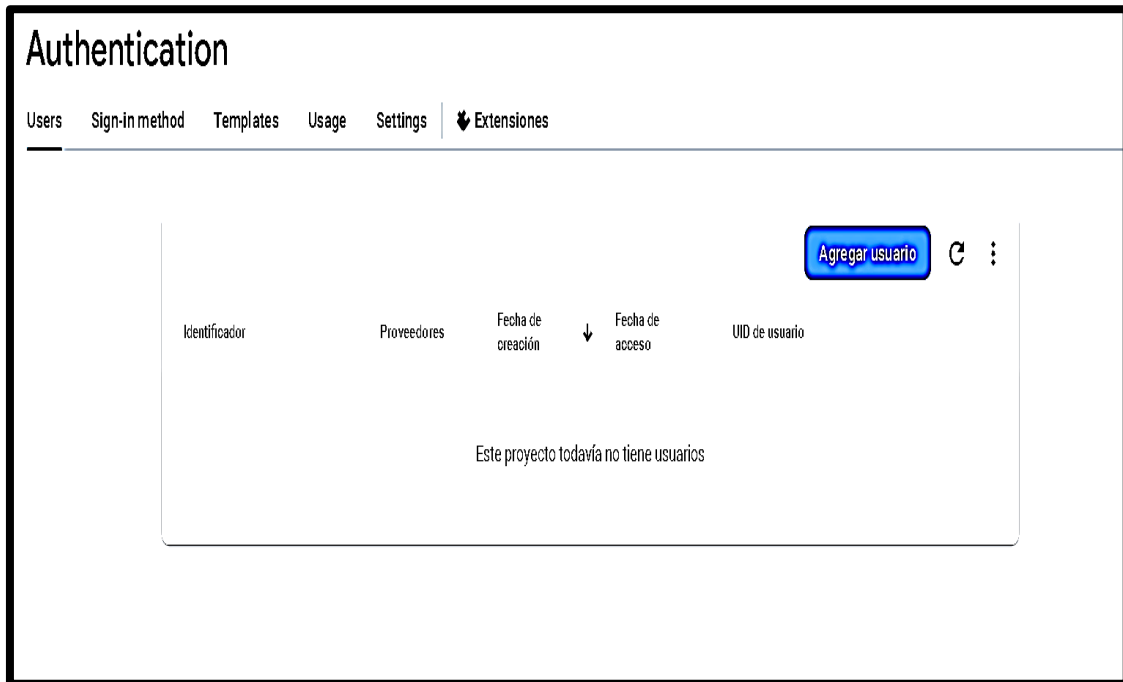 Authentication
Users Sign-in method Templates Usage Settings Extensiones
Agregar usuario
Identificador Proveedores Fecha de creación Fecha de acceso UID de usuario
Este proyecto todavía no tiene usuarios